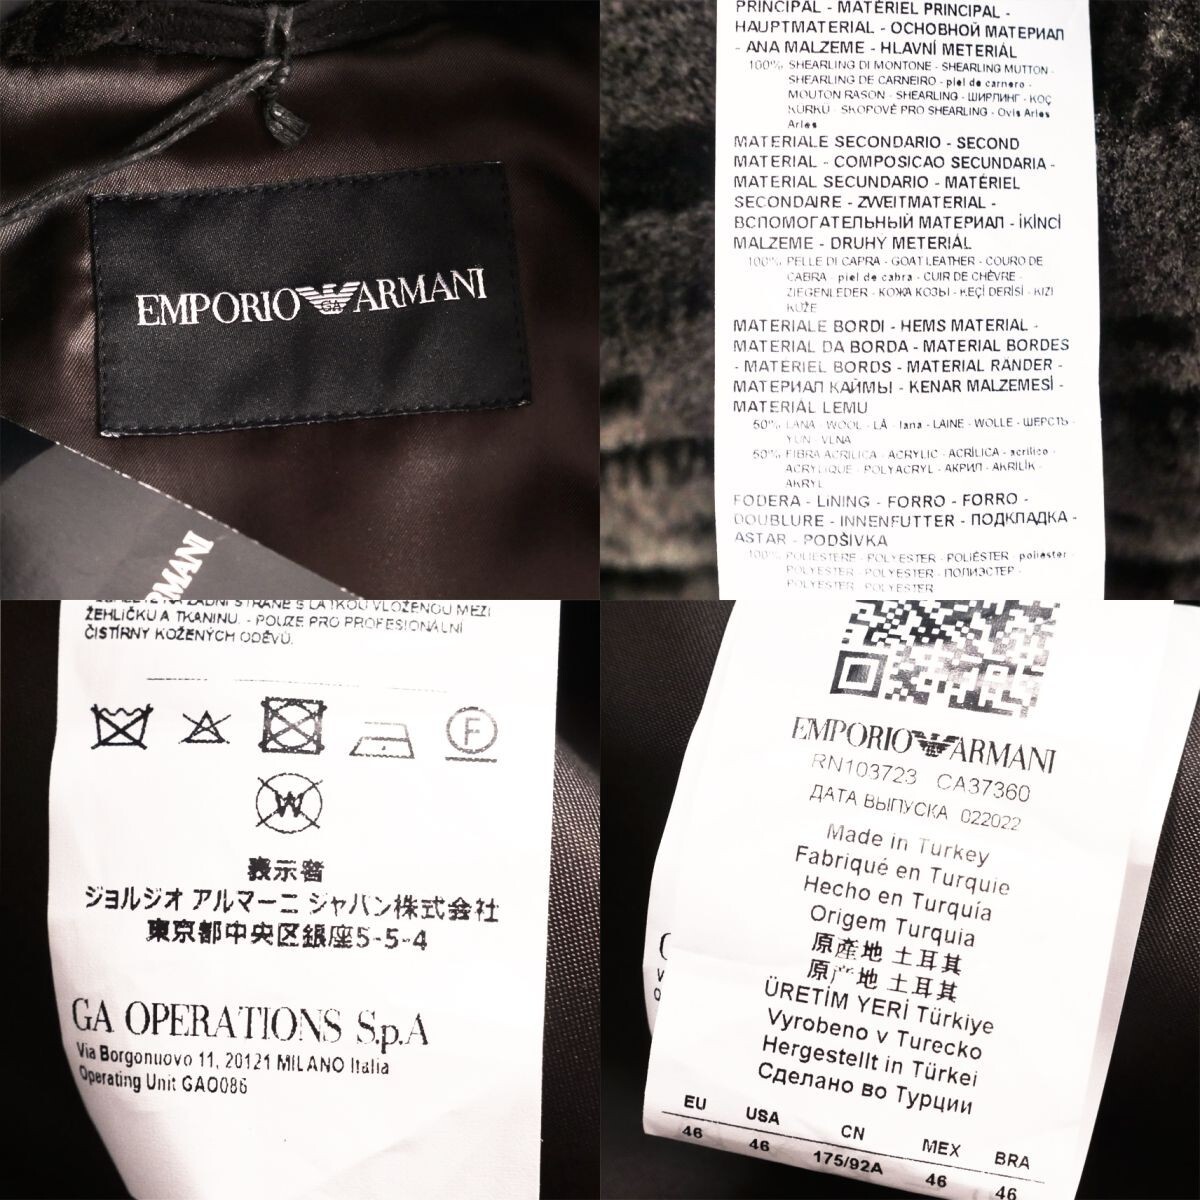 EMPORIO ARMANI
GA
PRINCIPAL - MATÉRIEL PRINCIPAL -
HAUPTMATERIAL - ОСНОВНОЙ МАТЕРИАЛ
- ANA MALZEME - HLAVNÍ METERIÁL
100% SHEARLING DI MONTONE - SHEARLING MUTTON -
SHEARLING DE CARNEIRO - piel de carnero -
MOUTON RASON - SHEARLING - ШИРЛИНГ - KOÇ
KÜRKÜ - SKOPOVÉ PRO SHEARLING - Ovis Aries
Aries
MATERIALE SECONDARIO - SECOND
MATERIAL - COMPOSICAO SECUNDARIA -
MATERIAL SECUNDARIO - MATÉRIEL
SECONDAIRE - ZWEITMATERIAL -
ВСПОМОГАТЕЛЬНЫЙ МАТЕРИАЛ - İKİNCİ
MALZEME - DRUHÝ METERIÁL
100% PELLE DI CAPRA - GOAT LEATHER - COURO DE
CABRA - piel de cabra - CUIR DE CHÈVRE -
ZIEGENLEDER - КОЖА КОЗЫ - KEÇİ DERİSİ - KIZI
KŮŽE
MATERIALE BORDI - HEMS MATERIAL -
MATERIAL DA BORDA - MATERIAL BORDES
- MATÉRIEL BORDS - MATERIAL RÄNDER -
МАТЕРИАЛ КАЙМЫ - KENAR MALZEMESİ -
MATERIÁL LEMU
50% LANA - WOOL - LÃ - lana - LAINE - WOLLE - ШЕРСТЬ -
YÜN - VLNA
50% FIBRA ACRILICA - ACRYLIC - ACRÍLICA - acrílico -
ACRYLIQUE - POLYACRYL - АКРИЛ - AKRİLİK -
AKRYL
FODERA - LINING - FORRO - FORRO -
DOUBLURE - INNENFUTTER - ПОДКЛАДКА -
ASTAR - PODŠÍVKA
100% POLIESTERE - POLYESTER - POLIÉSTER - poliéster -
POLYESTER - POLYESTER - ПОЛИЭСТЕР -
POLYESTER - POLYESTER
ZADNÍ STRANĚ S LÁTKOU VLOŽENOU MEZI
ŽEHLIČKU A TKANINU. - POUZE PRO PROFESIONÁLNÍ
ČISTÍRNY KOŽENÝCH ODĚVŮ.
F
W
表示者
ジョルジオ アルマーニ ジャパン株式会社
東京都中央区銀座5-5-4
GA OPERATIONS S.p.A
Via Borgonuovo 11, 20121 MILANO Italia
Operating Unit GAO086
EMPORIO ARMANI
RN103723 CA37360
ДАТА ВЫПУСКА 022022
Made in Turkey
Fabriqué en Turquie
Hecho en Turquía
Origem Turquia
原産地 土耳其
原产地 土耳其
ÜRETİM YERİ Türkiye
Vyrobeno v Turecko
Hergestellt in Türkei
Сделано во Турции
EU USA CN MEX BRA
46 46 175/92A 46 46